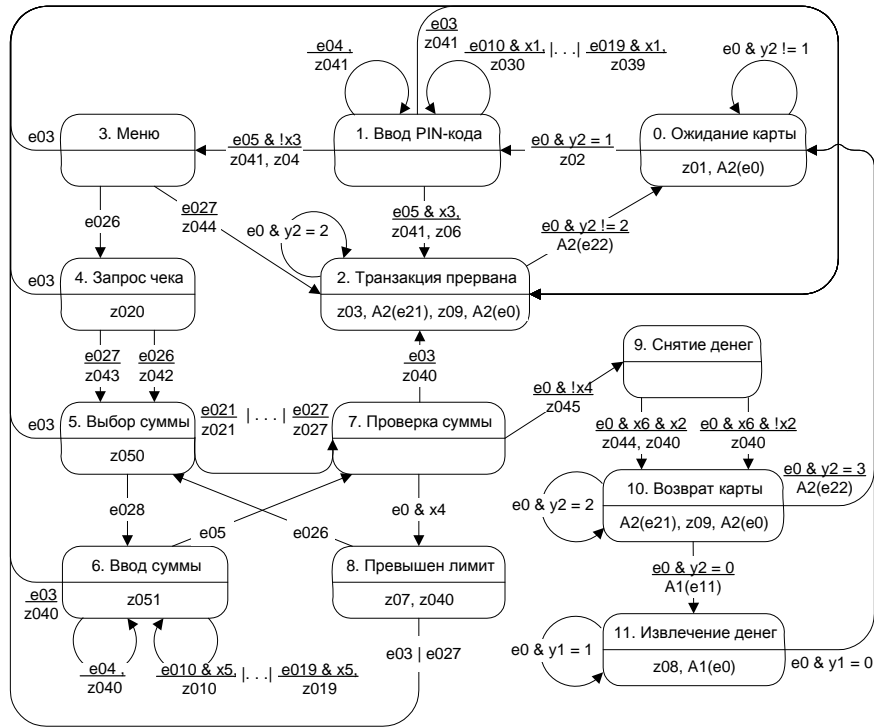 e04 ,
z041
e03
z041
e010 & x1, |. . .| e019 & x1,
z030 z039
e0 & y2 != 1
e03
3. Меню
e05 & !x3
z041, z04
1. Ввод PIN-кода
e0 & y2 = 1
z02
0. Ожидание карты
z01, A2(e0)
e026
e027
z044
e0 & y2 = 2
e05 & x3,
z041, z06
e0 & y2 != 2
A2(e22)
e03
4. Запрос чека
z020
2. Транзакция прервана
z03, A2(e21), z09, A2(e0)
e027
z043
e026
z042
e03
z040
9. Снятие денег
e0 & !x4
z045
e03
5. Выбор суммы
z050
e021 | . . . | e027
z021 z027
7. Проверка суммы
e0 & x6 & x2
z044, z040
e0 & x6 & !x2
z040
e028
e05
e026
e0 & x4
e0 & y2 = 2
10. Возврат карты
A2(e21), z09, A2(e0)
e0 & y2 = 3
A2(e22)
6. Ввод суммы
z051
8. Превышен лимит
z07, z040
e0 & y2 = 0
A1(e11)
e03
z040
e04 ,
z040
e010 & x5, |. . .| e019 & x5,
z010 z019
e03 | e027
e0 & y1 = 1
11. Извлечение денег
z08, A1(e0)
e0 & y1 = 0